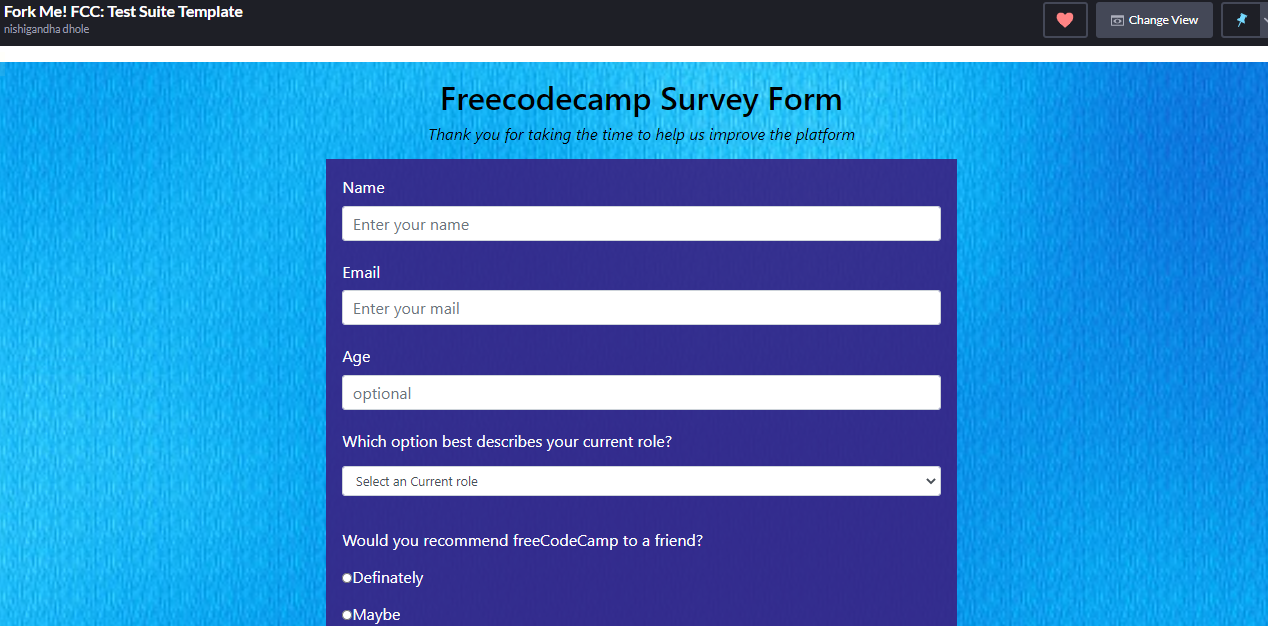 Fork Me! FCC: Test Suite Template
nishigandha dhole
Change View
Freecodecamp Survey Form
Thank you for taking the time to help us improve the platform
Name
Enter your name
Email
Enter your mail
Age
optional
Which option best describes your current role?
Select an Current role
Would you recommend freeCodeCamp to a friend?
Definately
Maybe